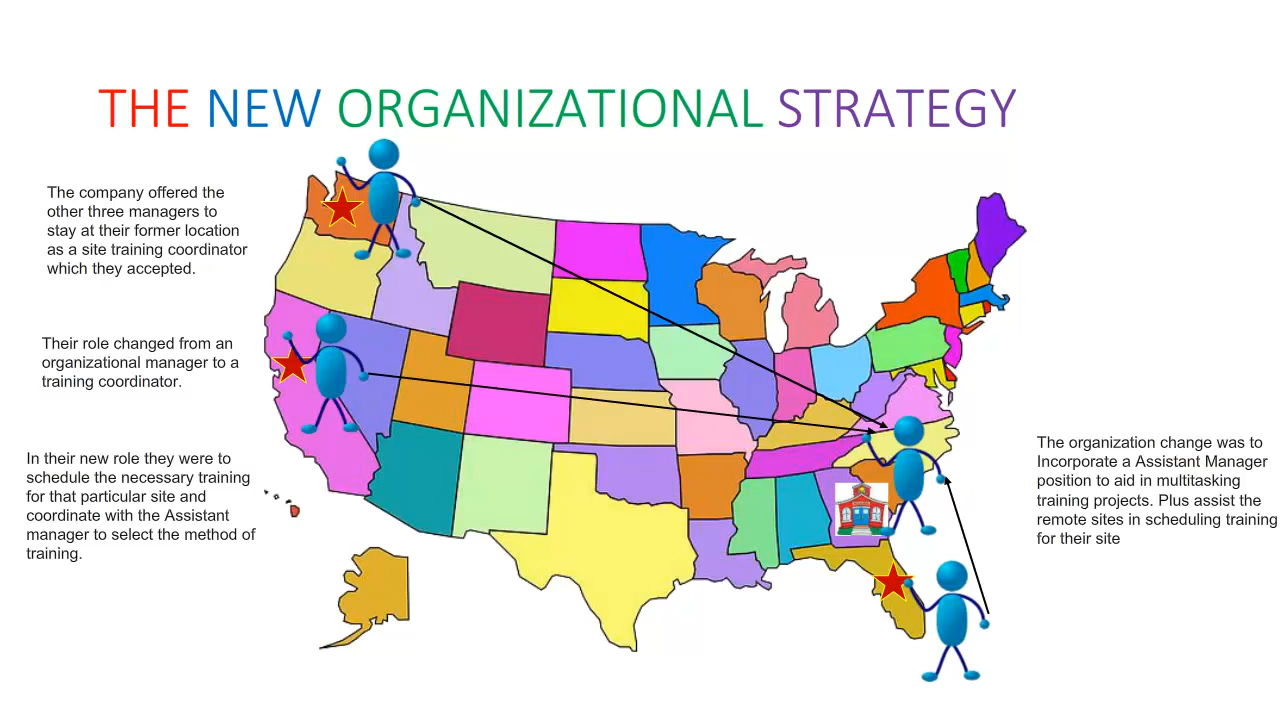 THE NEW ORGANIZATIONAL STRATEGY
The company offered the
other three managers to
stay at their former location
as a site training coordinator
which they accepted.
Their role changed from an
organizational manager to a
training coordinator.
In their new role they were to
schedule the necessary training
for that particular site and
coordinate with the Assistant
manager to select the method of
training.
The organization change was to
Incorporate a Assistant Manager
position to aid in multitasking
training projects. Plus assist the
remote sites in scheduling training
for their site